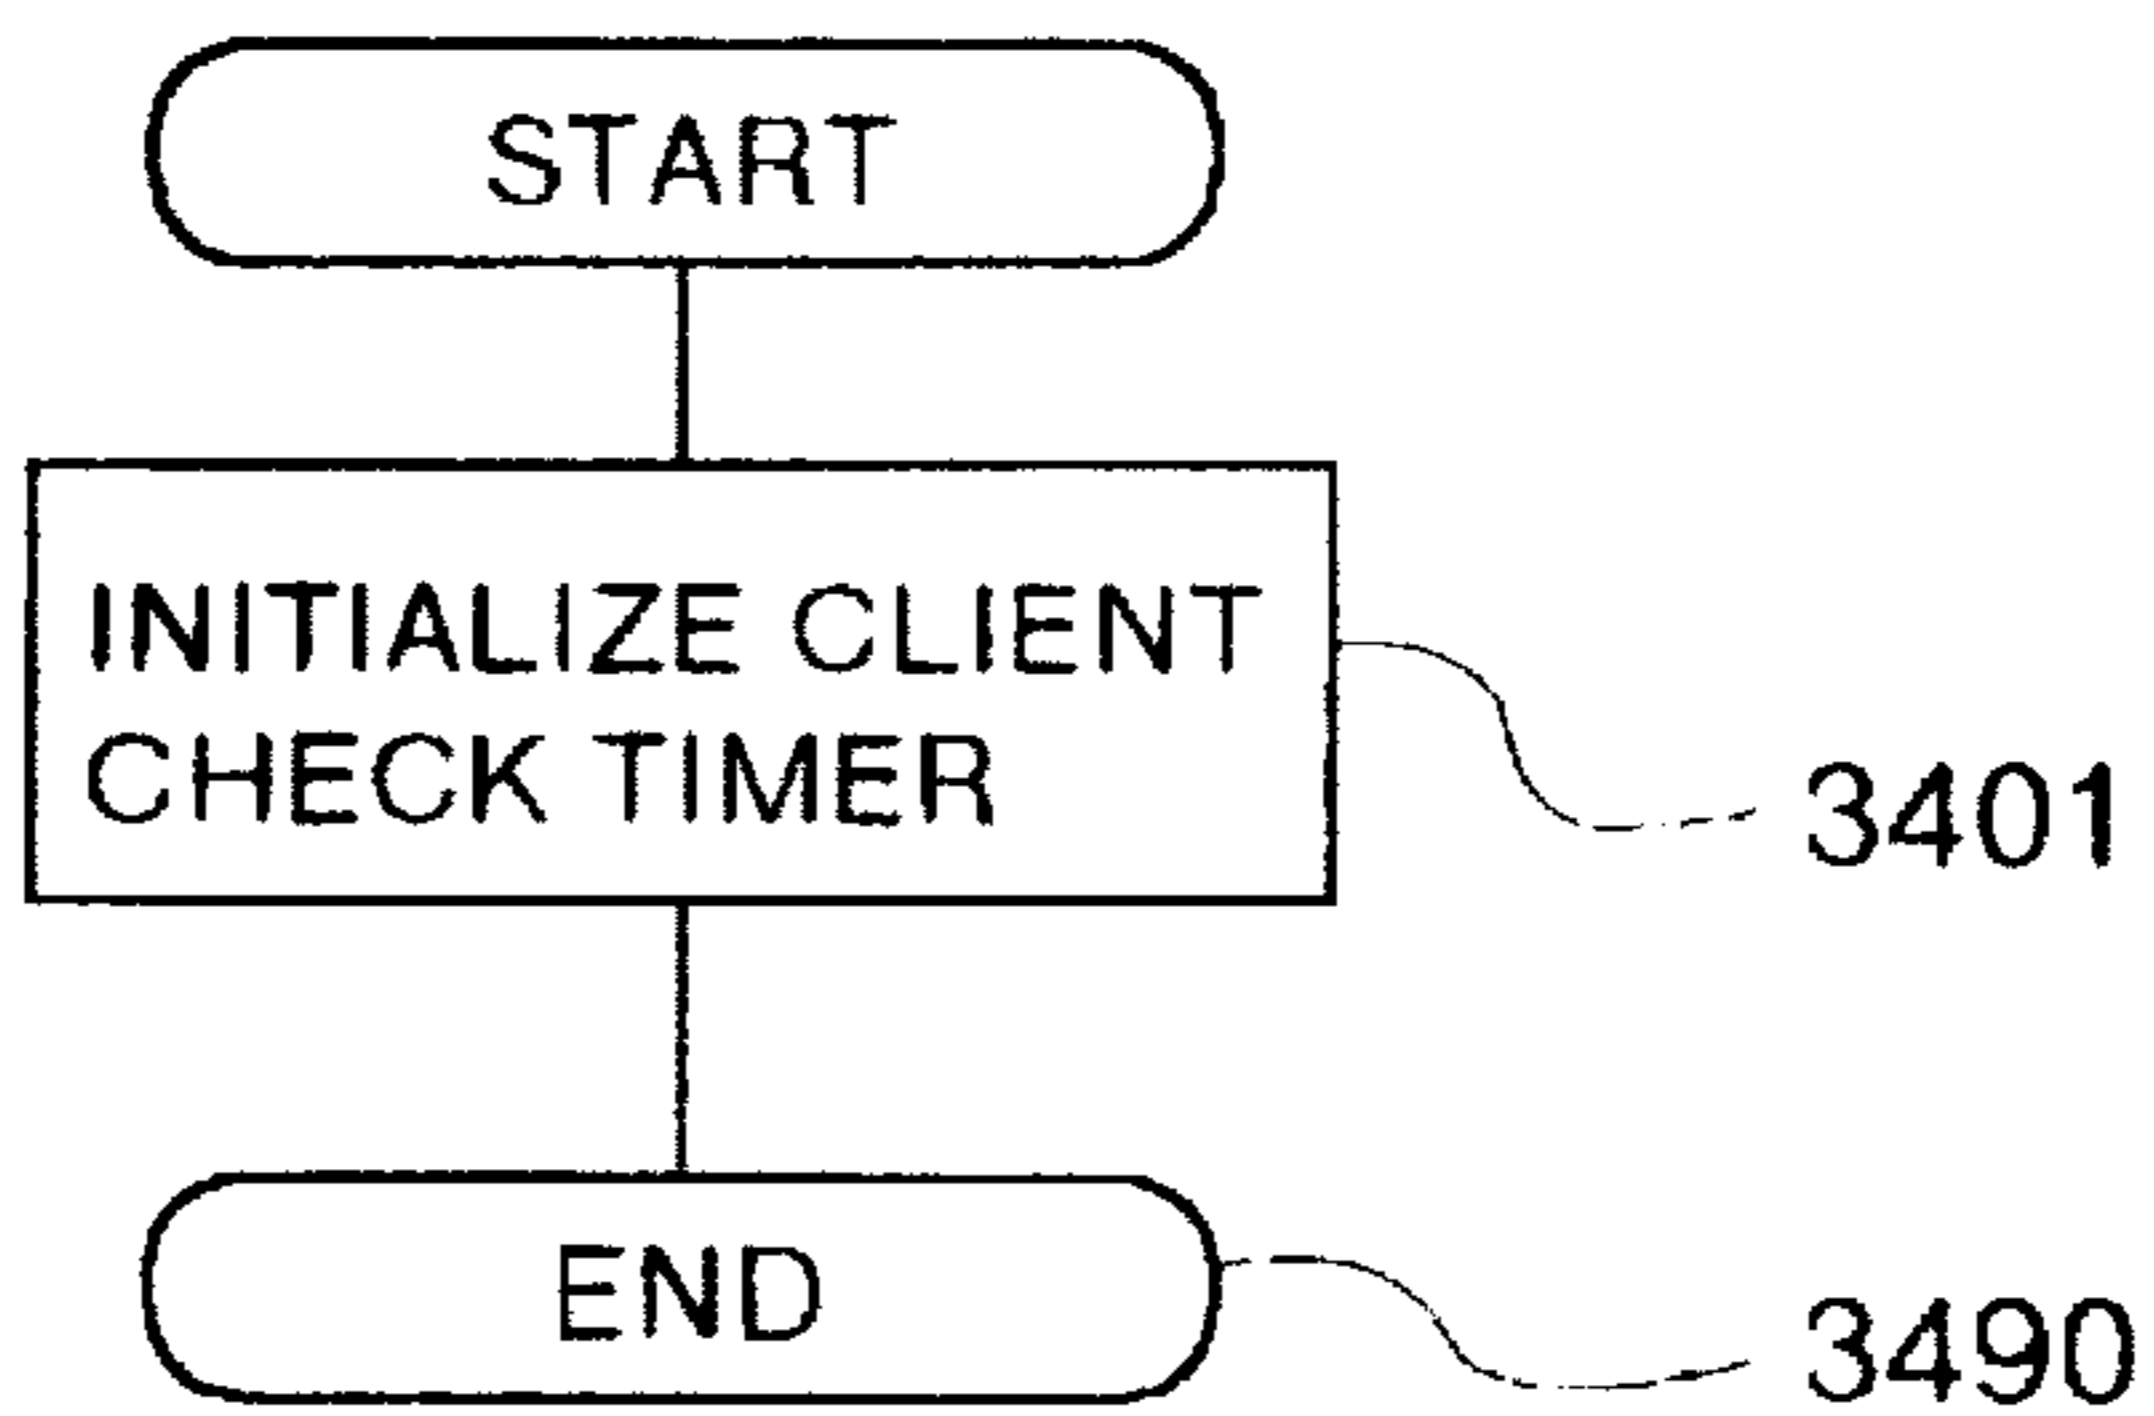 START
INITIALIZE CLIENT
CHECK TIMER
3401
END
3490